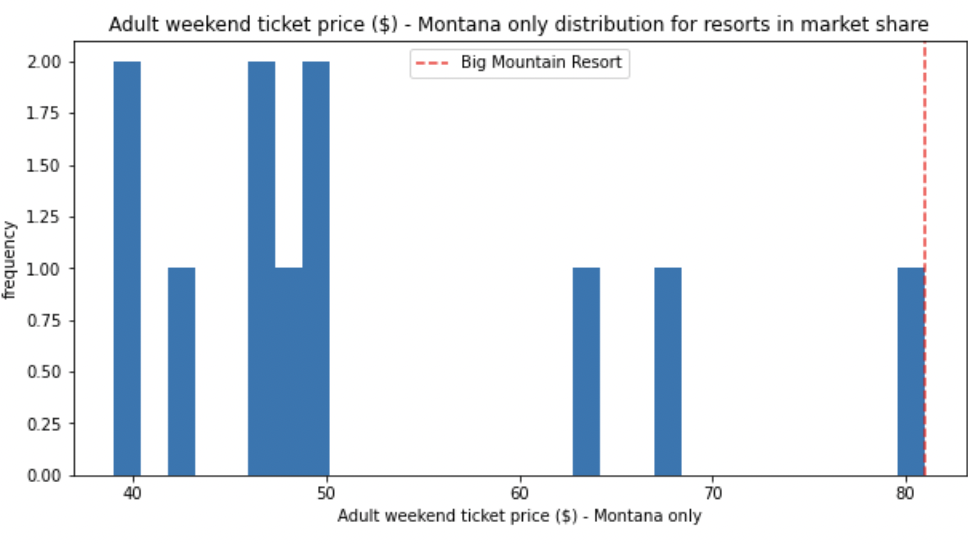 Adult weekend ticket price ($) - Montana only distribution for resorts in market share
Big Mountain Resort
2.00
1.75
1.50
1.25
1.00
0.75
0.50
0.25
0.00
frequency
40 50 60 70 80
Adult weekend ticket price ($) - Montana only